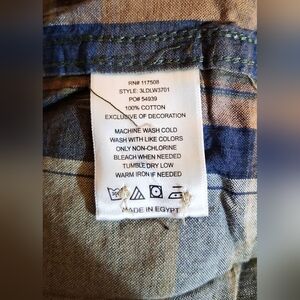 RN# 117508
STYLE: 3LDLW3701
PO# 54939
100% COTTON
EXCLUSIVE OF DECORATION
MACHINE WASH COLD
WASH WITH LIKE COLORS
ONLY NON-CHLORINE
BLEACH WHEN NEEDED
TUMBLE DRY LOW
WARM IRON IF NEEDED
MADE IN EGYPT